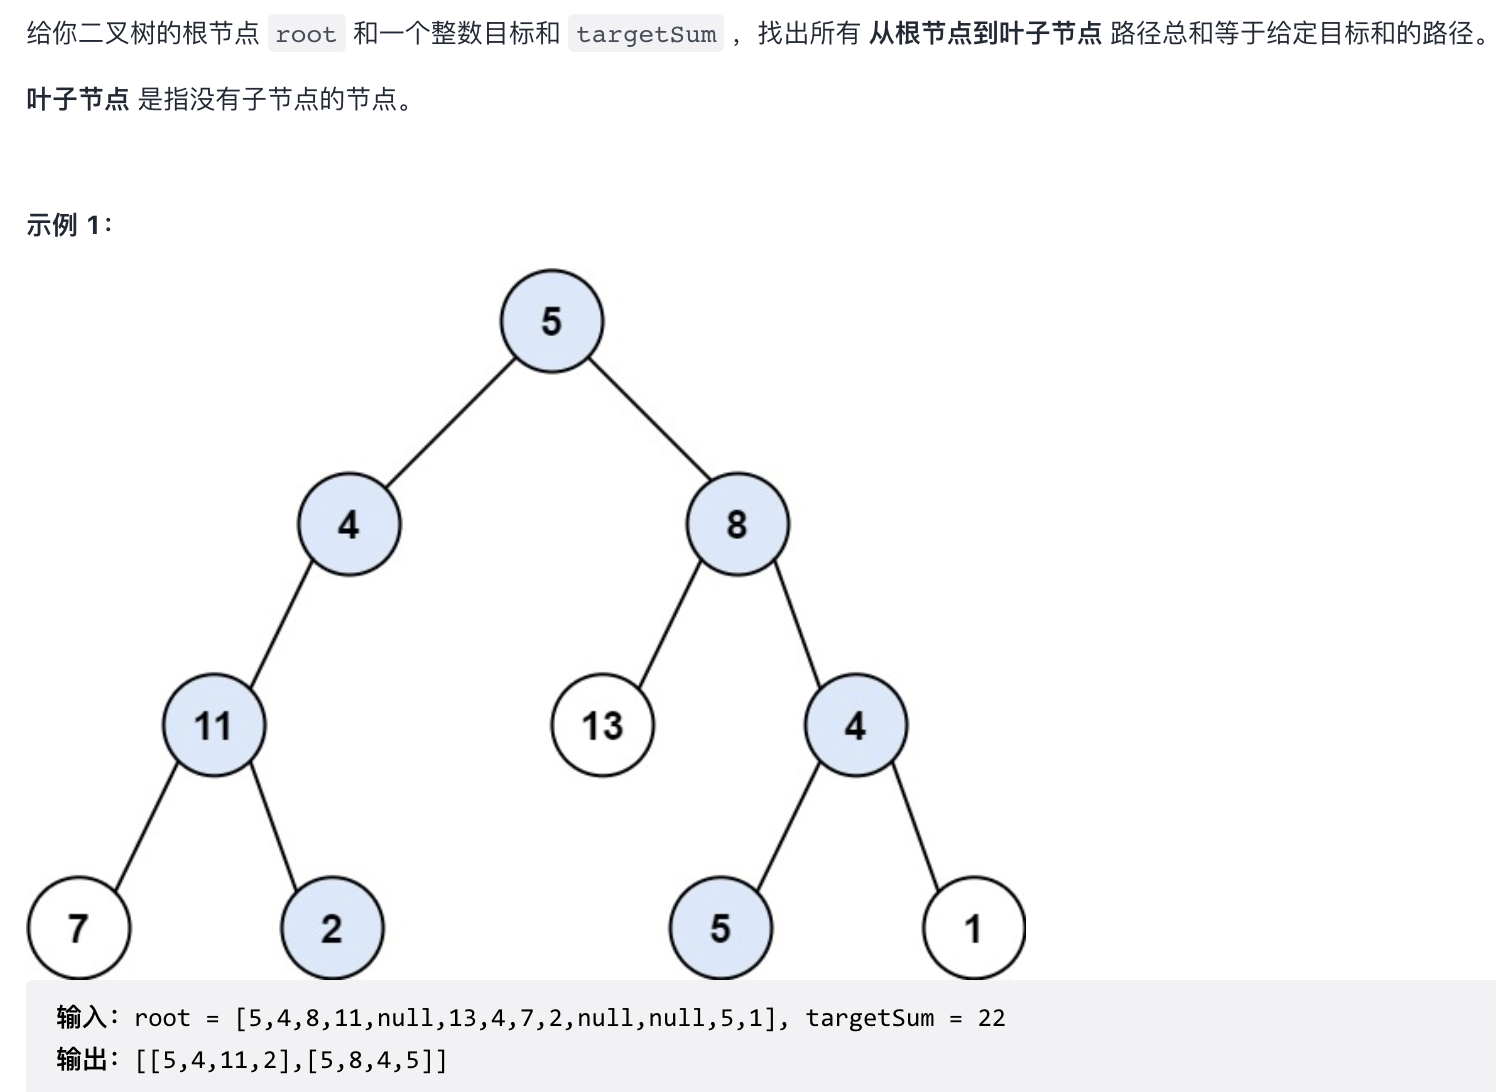 给你二叉树的根节点 root 和一个整数目标和 targetSum ，找出所有 从根节点到叶子节点 路径总和等于给定目标和的路径。
叶子节点 是指没有子节点的节点。
示例 1：
5
4 8
11 13 4
7 2 5 1
输入：root = [5,4,8,11,null,13,4,7,2,null,null,5,1], targetSum = 22
输出：[[5,4,11,2],[5,8,4,5]]